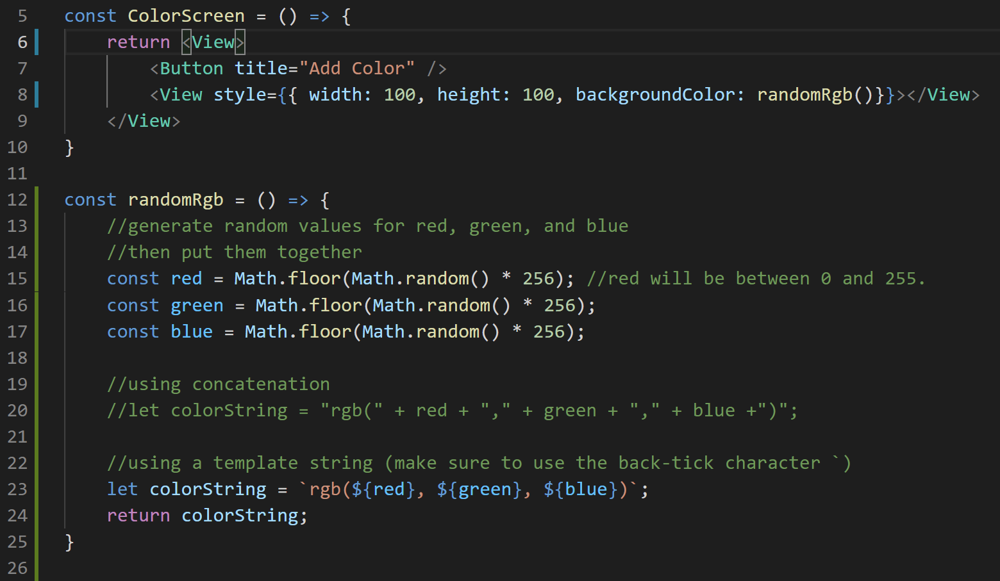 5 const ColorScreen = () => {
6     return <View>
7         <Button title="Add Color" />
8         <View style={{ width: 100, height: 100, backgroundColor: randomRgb()}}></View>
9     </View>
10 }
11
12 const randomRgb = () => {
13     //generate random values for red, green, and blue
14     //then put them together
15     const red = Math.floor(Math.random() * 256); //red will be between 0 and 255.
16     const green = Math.floor(Math.random() * 256);
17     const blue = Math.floor(Math.random() * 256);
18
19     //using concatenation
20     //let colorString = "rgb(" + red + "," + green + "," + blue +")";
21
22     //using a template string (make sure to use the back-tick character `)
23     let colorString = `rgb(${red}, ${green}, ${blue})`;
24     return colorString;
25 }
26